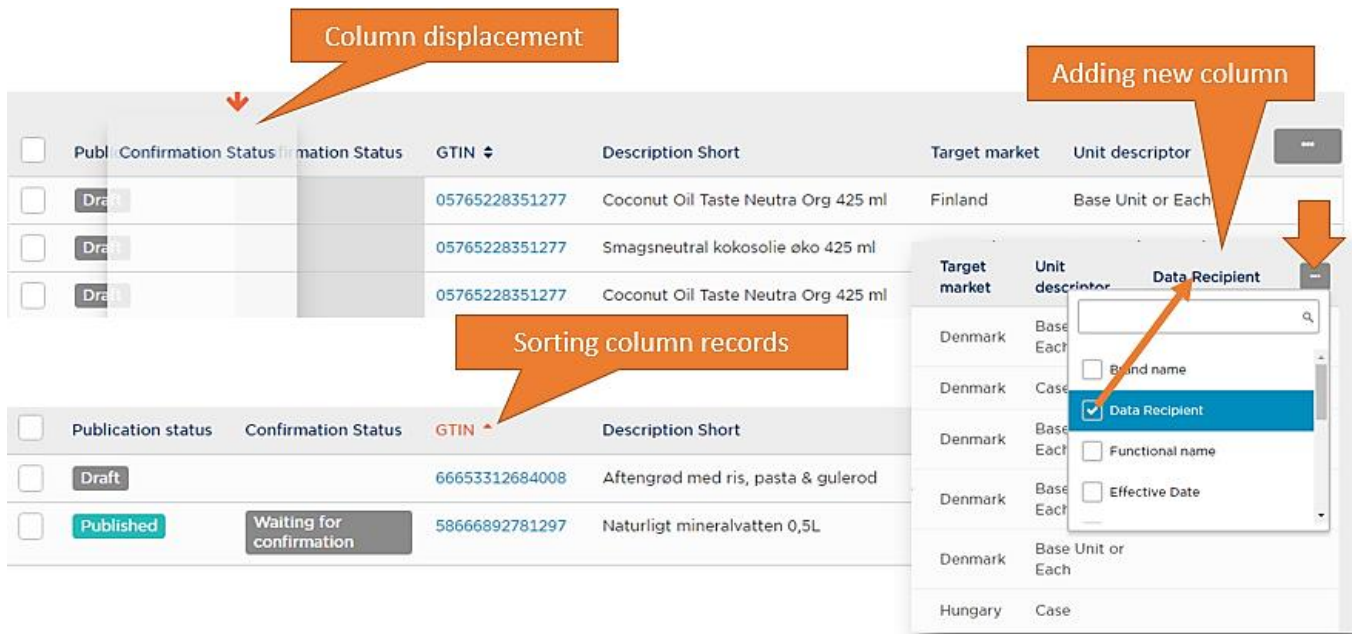 Column displacement
Adding new column
Publ Confirmation Status firmation Status GTIN Description Short Target market Unit descriptor
Draft 05765228351277 Coconut Oil Taste Neutra Org 425 ml Finland Base Unit or Each
Draft 05765228351277 Smagsneutral kokosolie øko 425 ml
Draft 05765228351277 Coconut Oil Taste Neutra Org 425 ml
Sorting column records
Publication status Confirmation Status GTIN Description Short
Draft 66653312684008 Aftengrød med ris, pasta & gulerod
Published Waiting for confirmation 58666892781297 Naturligt mineralvatten 0,5L
Target market Unit descriptor Data Recipient
Denmark Base Each
Denmark Case
Denmark Base Each
Denmark Base Each
Denmark Base Unit or Each
Hungary Case
Brand name
Data Recipient
Functional name
Effective Date